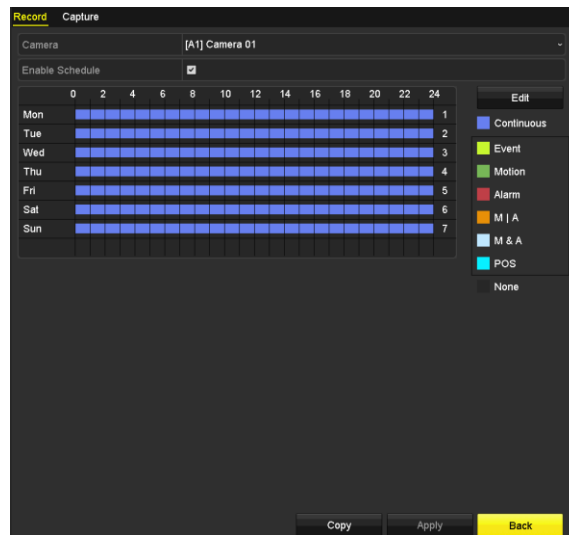 Record Capture
Camera [A1] Camera 01
Enable Schedule
0 2 4 6 8 10 12 14 16 18 20 22 24
Edit
Mon 1
Continuous
Tue 2
Wed 3
Event
Thu 4
Motion
Fri 5
Alarm
Sat 6
M | A
Sun 7
M & A
POS
None
Copy Apply Back